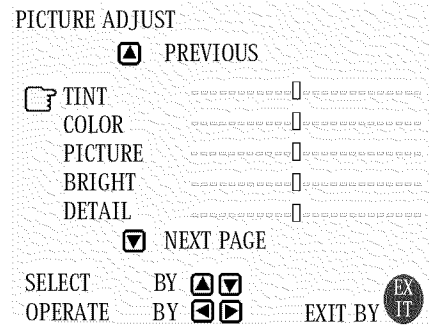 PICTURE ADJUST
PREVIOUS
TINT
COLOR
PICTURE
BRIGHT
DETAIL
NEXT PAGE
SELECT BY
OPERATE BY EXIT BY EXIT